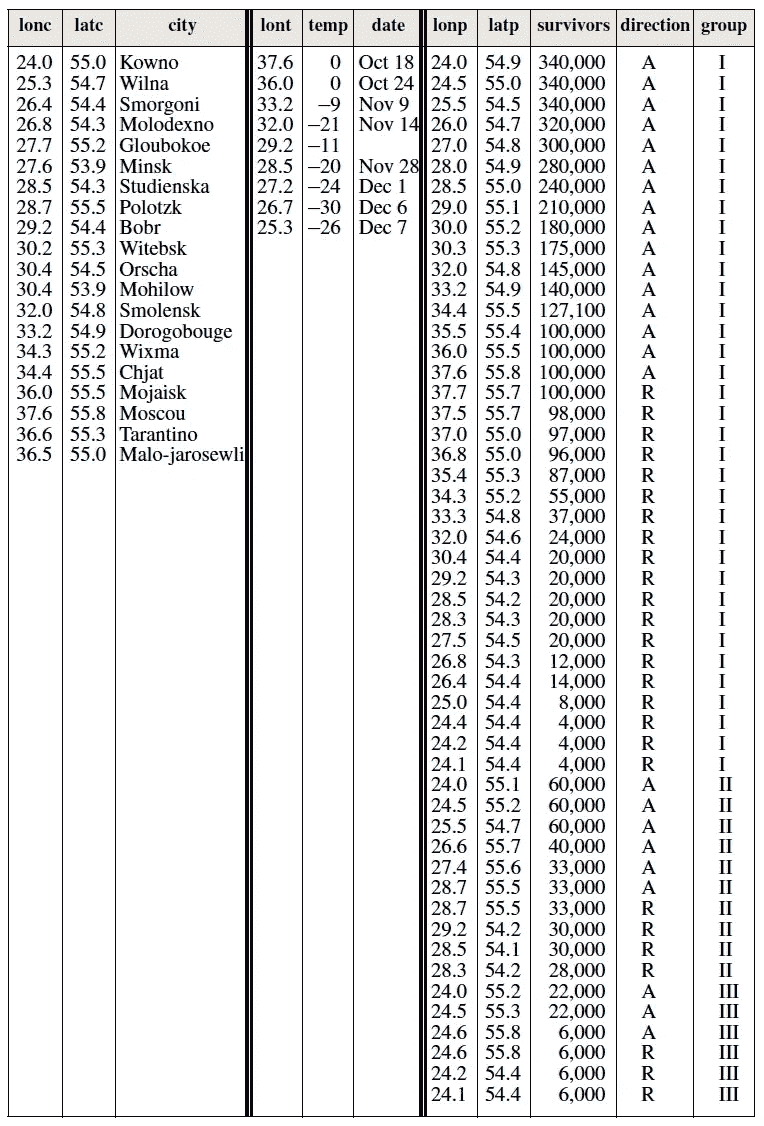 lonc latc city lont temp date lonp latp survivors direction group
24.0 55.0 Kowno 37.6 0 Oct 18 24.0 54.9 340,000 A I
25.3 54.7 Wilna 36.0 0 Oct 24 24.5 55.0 340,000 A I
26.4 54.4 Smorgoni 33.2 –9 Nov 9 25.5 54.5 340,000 A I
26.8 54.3 Molodexno 32.0 –21 Nov 14 26.0 54.7 320,000 A I
27.7 55.2 Gloubokoe 29.2 –11 27.0 54.8 300,000 A I
27.6 53.9 Minsk 28.5 –20 Nov 28 28.0 54.9 280,000 A I
28.5 54.3 Studienska 27.2 –24 Dec 1 28.5 55.0 240,000 A I
28.7 55.5 Polotzk 26.7 –30 Dec 6 29.0 55.1 210,000 A I
29.2 54.4 Bobr 25.3 –26 Dec 7 30.0 55.2 180,000 A I
30.2 55.3 Witebsk 30.3 55.3 175,000 A I
30.4 54.5 Orscha 32.0 54.8 145,000 A I
30.4 53.9 Mohilow 33.2 54.9 140,000 A I
32.0 54.8 Smolensk 34.4 55.5 127,100 A I
33.2 54.9 Dorogobouge 35.5 55.4 100,000 A I
34.3 55.2 Wixma 36.0 55.5 100,000 A I
34.4 55.5 Chjat 37.6 55.8 100,000 A I
36.0 55.5 Mojaisk 37.7 55.7 100,000 R I
37.6 55.8 Moscou 37.5 55.7 98,000 R I
36.6 55.3 Tarantino 37.0 55.0 97,000 R I
36.5 55.0 Malo-jarosewli 36.8 55.0 96,000 R I
35.4 55.3 87,000 R I
34.3 55.2 55,000 R I
33.3 54.8 37,000 R I
32.0 54.6 24,000 R I
30.4 54.4 20,000 R I
29.2 54.3 20,000 R I
28.5 54.2 20,000 R I
28.3 54.3 20,000 R I
27.5 54.5 20,000 R I
26.8 54.3 12,000 R I
26.4 54.4 14,000 R I
25.0 54.4 8,000 R I
24.4 54.4 4,000 R I
24.2 54.4 4,000 R I
24.1 54.4 4,000 R I
24.0 55.1 60,000 A II
24.5 55.2 60,000 A II
25.5 54.7 60,000 A II
26.6 55.7 40,000 A II
27.4 55.6 33,000 A II
28.7 55.5 33,000 A II
28.7 55.5 33,000 R II
29.2 54.2 30,000 R II
28.5 54.1 30,000 R II
28.3 54.2 28,000 R II
24.0 55.2 22,000 A III
24.5 55.3 22,000 A III
24.6 55.8 6,000 A III
24.6 55.8 6,000 R III
24.2 54.4 6,000 R III
24.1 54.4 6,000 R III